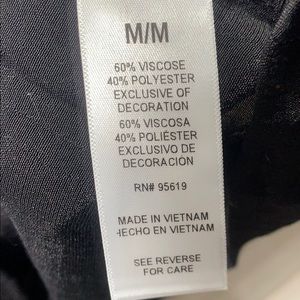 M/M
60% VISCOSE
40% POLYESTER
EXCLUSIVE OF
DECORATION
60% VISCOSA
40% POLIÉSTER
EXCLUSIVO DE
DECORACIÓN
RN# 95619
MADE IN VIETNAM
HECHO EN VIETNAM
SEE REVERSE
FOR CARE